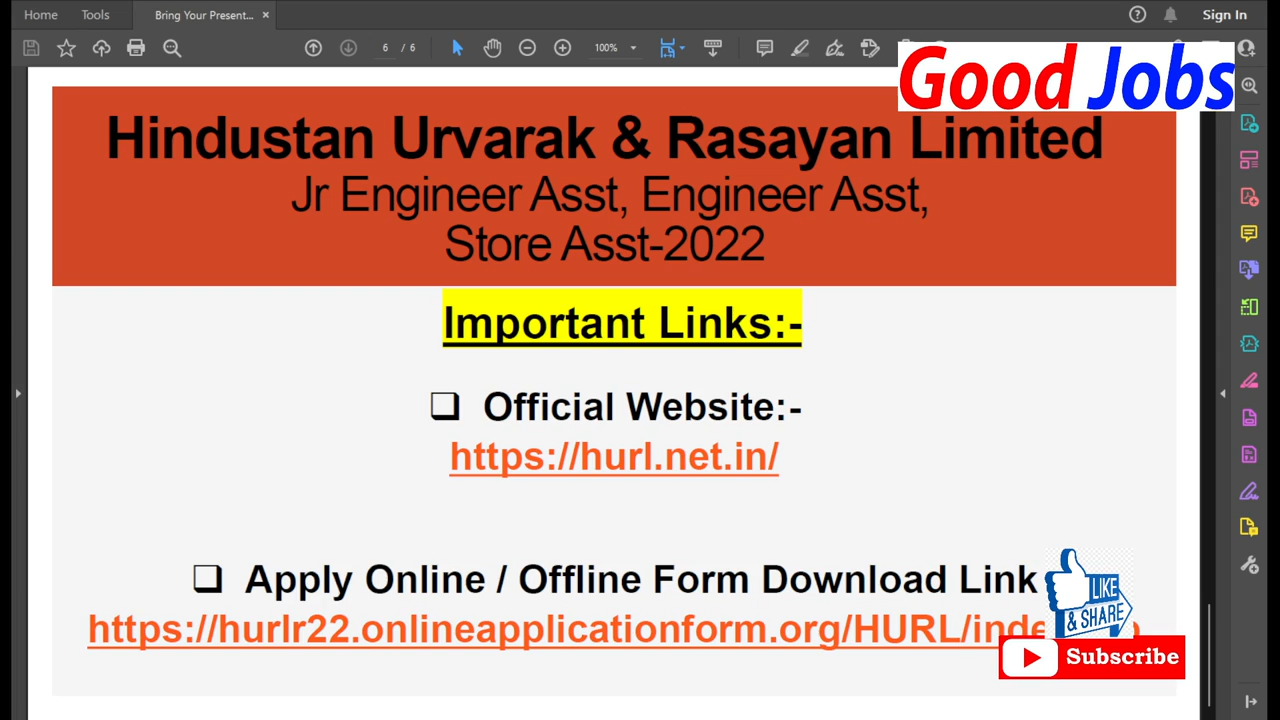 Home Tools Bring Your Present... × Sign In
6 / 6 100%
Good Jobs
Hindustan Urvarak & Rasayan Limited
Jr Engineer Asst, Engineer Asst,
Store Asst-2022
Important Links:-
❑ Official Website:-
https://hurl.net.in/
❑ Apply Online / Offline Form Download Link
https://hurlr22.onlineapplicationform.org/HURL/inde
LIKE
& SHARE
Subscribe